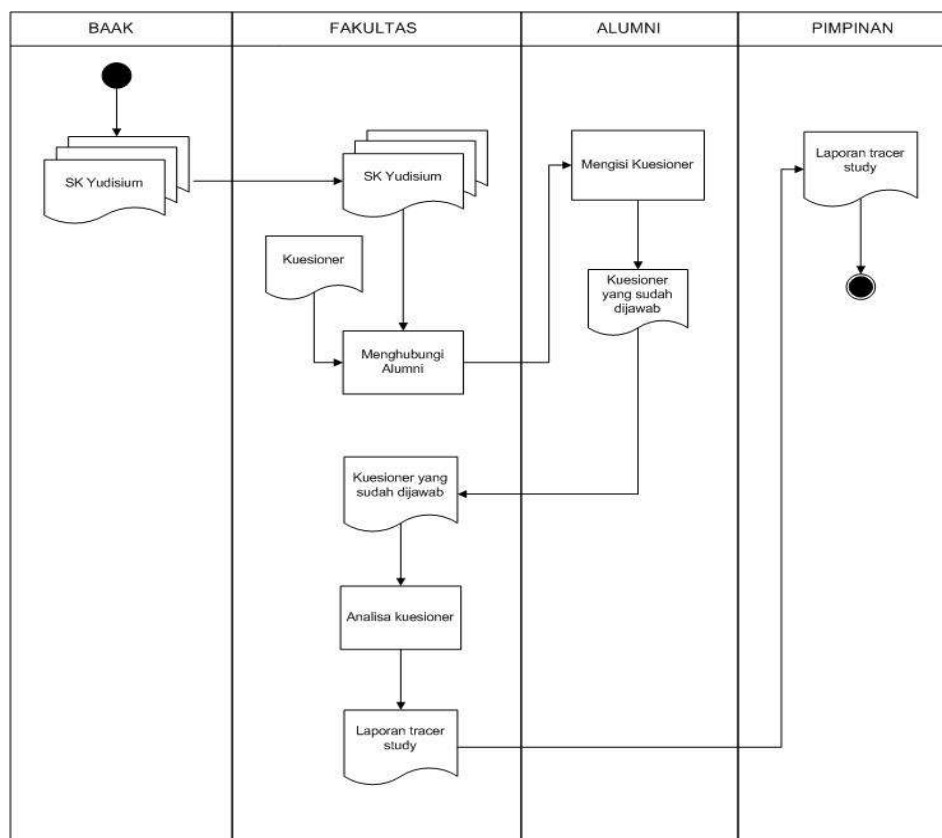 BAAK
FAKULTAS
ALUMNI
PIMPINAN
SK Yudisium
SK Yudisium
Mengisi Kuesioner
Laporan tracer
study
Kuesioner
Kuesioner
yang sudah
dijawab
Menghubungi
Alumni
Kuesioner yang
sudah dijawab
Analisa kuesioner
Laporan tracer
study